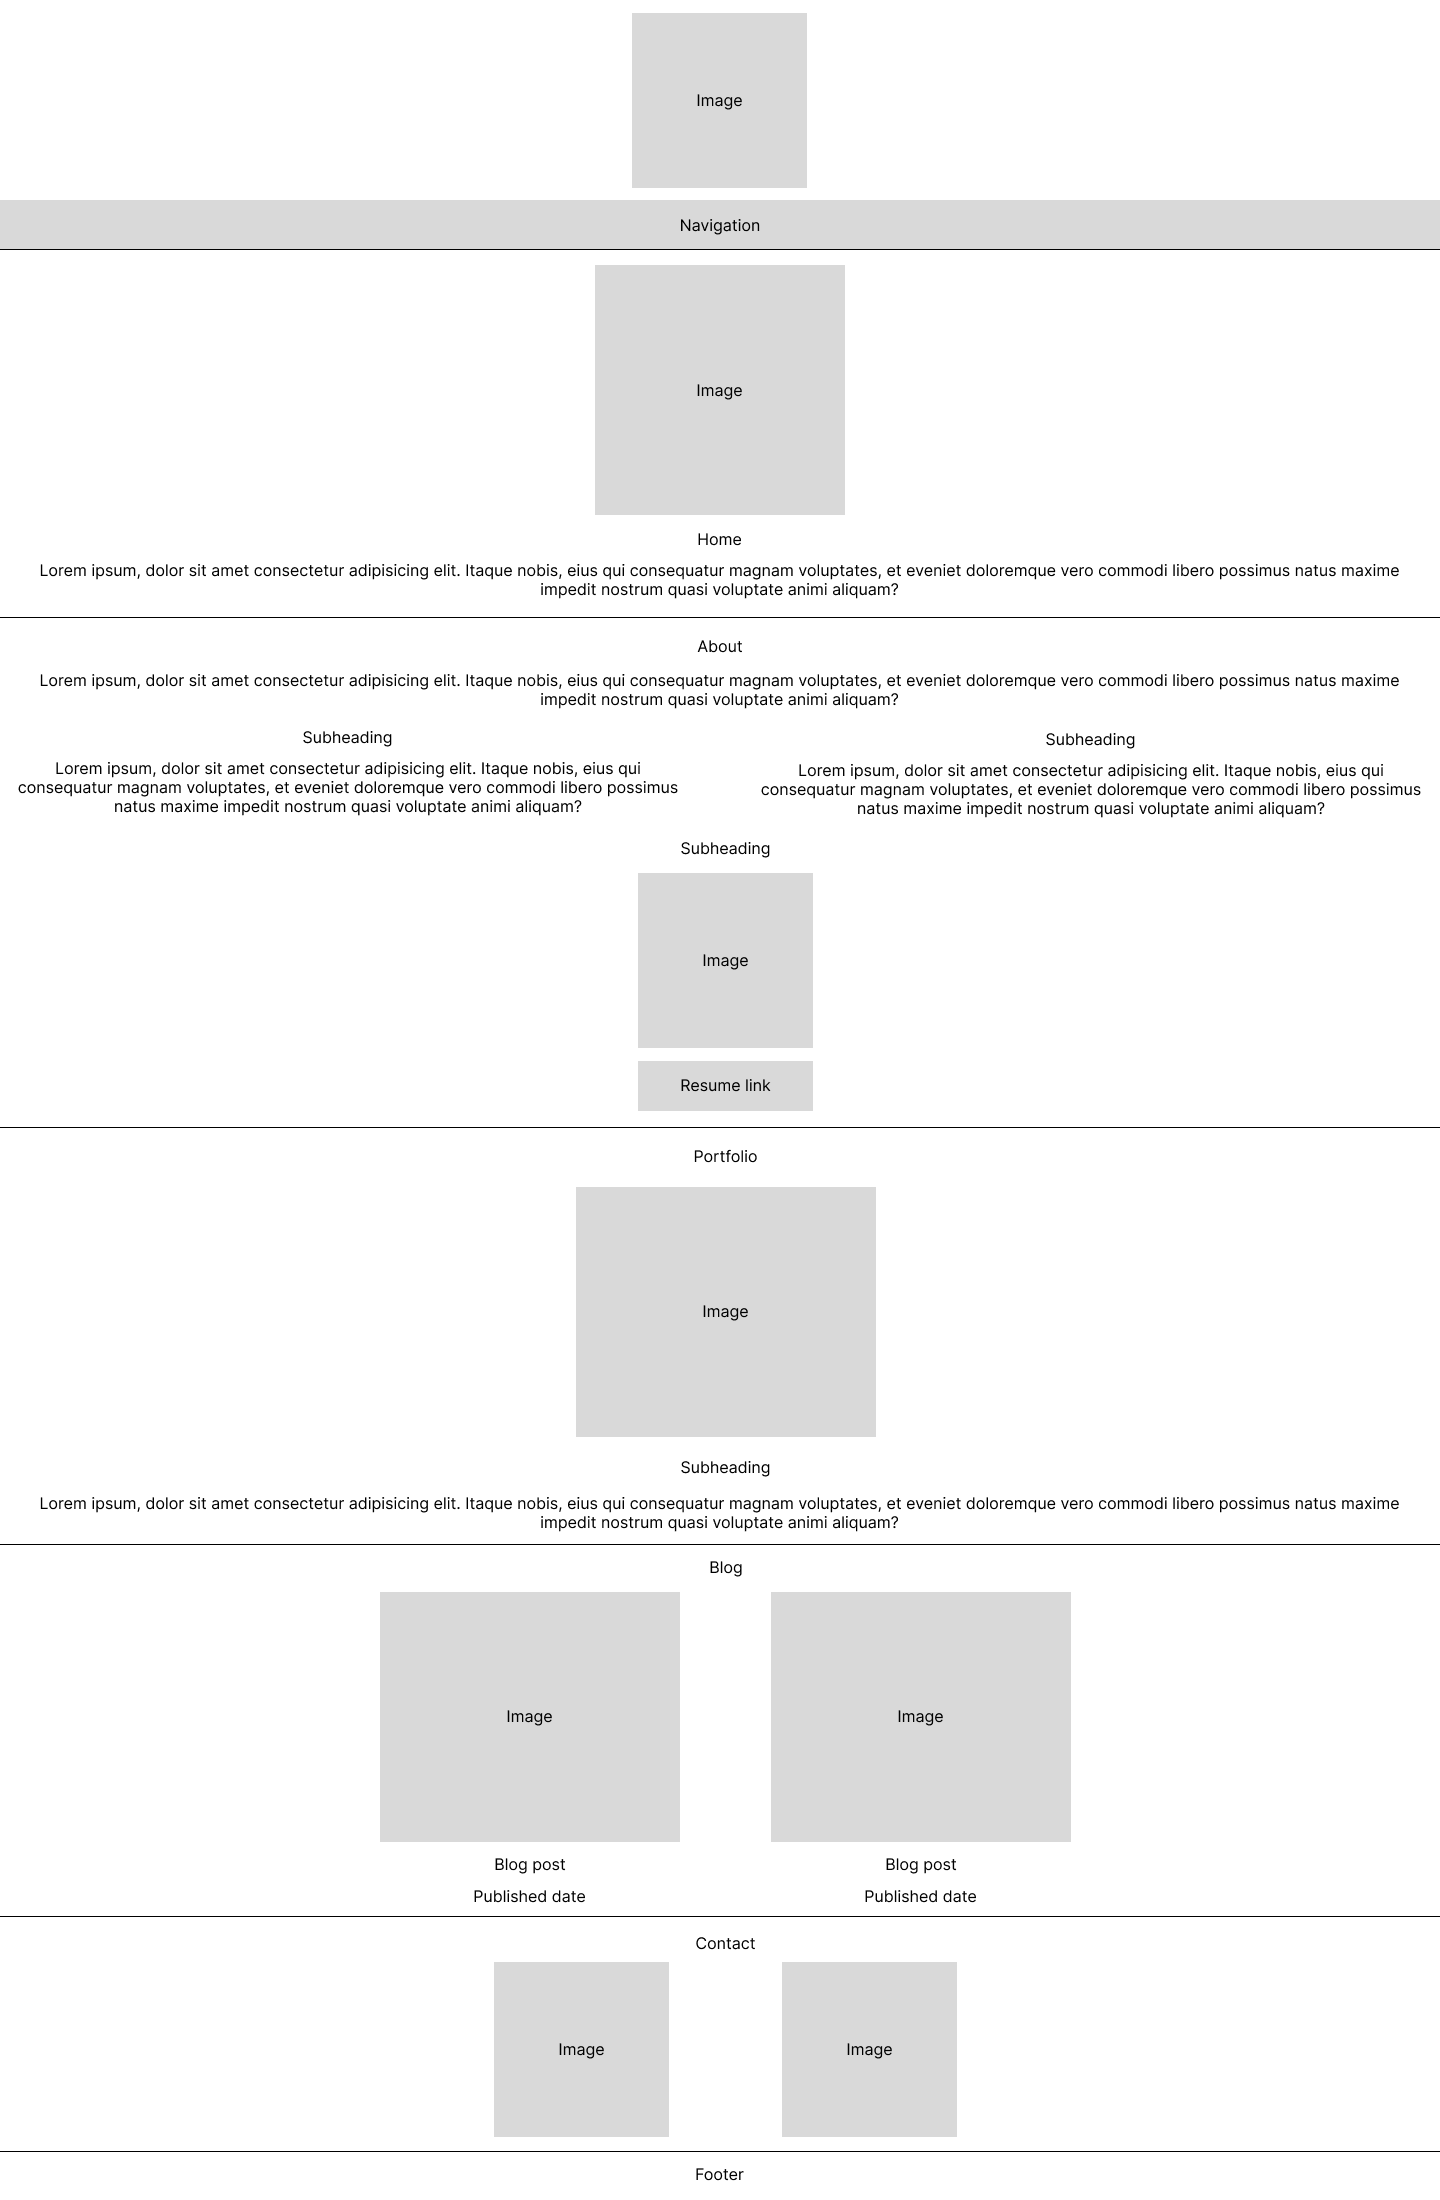 Image
Navigation
Image
Home
Lorem ipsum, dolor sit amet consectetur adipisicing elit. Itaque nobis, eius qui consequatur magnam voluptates, et eveniet doloremque vero commodi libero possimus natus maxime
impedit nostrum quasi voluptate animi aliquam?
About
Lorem ipsum, dolor sit amet consectetur adipisicing elit. Itaque nobis, eius qui consequatur magnam voluptates, et eveniet doloremque vero commodi libero possimus natus maxime
impedit nostrum quasi voluptate animi aliquam?
Subheading
Lorem ipsum, dolor sit amet consectetur adipisicing elit. Itaque nobis, eius qui
consequatur magnam voluptates, et eveniet doloremque vero commodi libero possimus
natus maxime impedit nostrum quasi voluptate animi aliquam?
Subheading
Lorem ipsum, dolor sit amet consectetur adipisicing elit. Itaque nobis, eius qui
consequatur magnam voluptates, et eveniet doloremque vero commodi libero possimus
natus maxime impedit nostrum quasi voluptate animi aliquam?
Subheading
Image
Resume link
Portfolio
Image
Subheading
Lorem ipsum, dolor sit amet consectetur adipisicing elit. Itaque nobis, eius qui consequatur magnam voluptates, et eveniet doloremque vero commodi libero possimus natus maxime
impedit nostrum quasi voluptate animi aliquam?
Blog
Image
Blog post
Published date
Image
Blog post
Published date
Contact
Image
Image
Footer